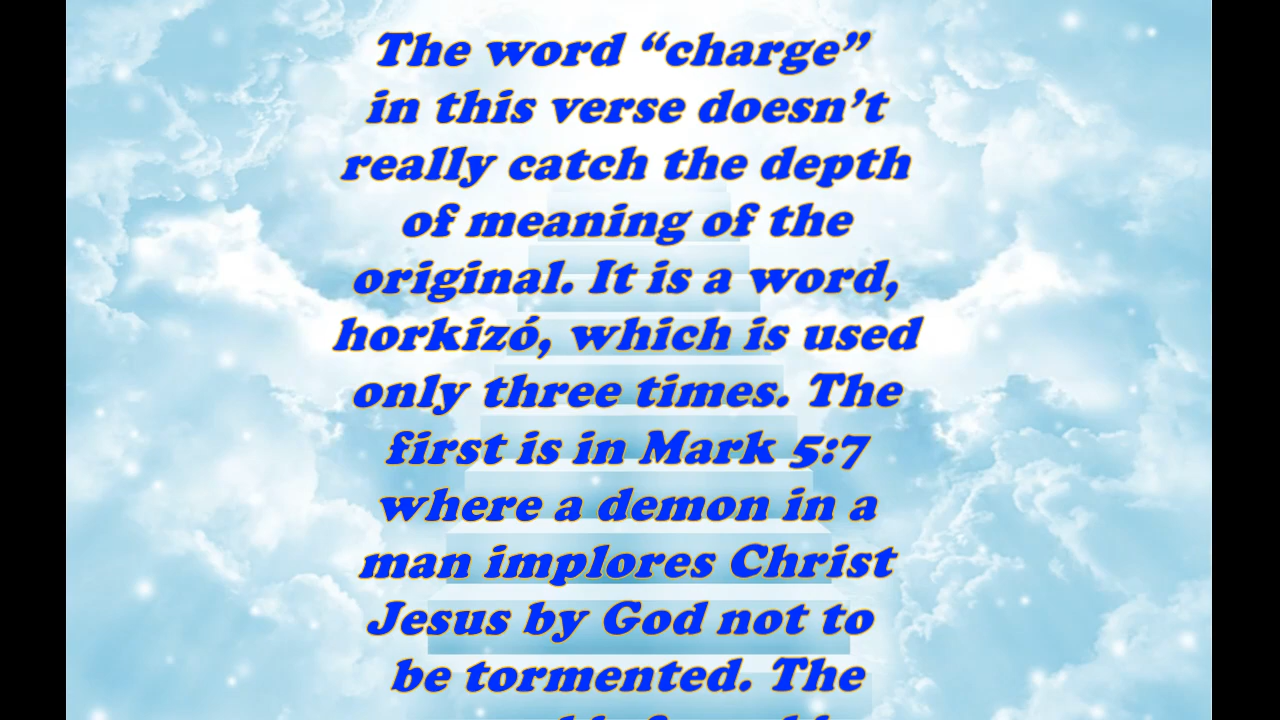 The word “charge”
in this verse doesn’t
really catch the depth
of meaning of the
original. It is a word,
horkizó, which is used
only three times. The
first is in Mark 5:7
where a demon in a
man implores Christ
Jesus by God not to
be tormented. The